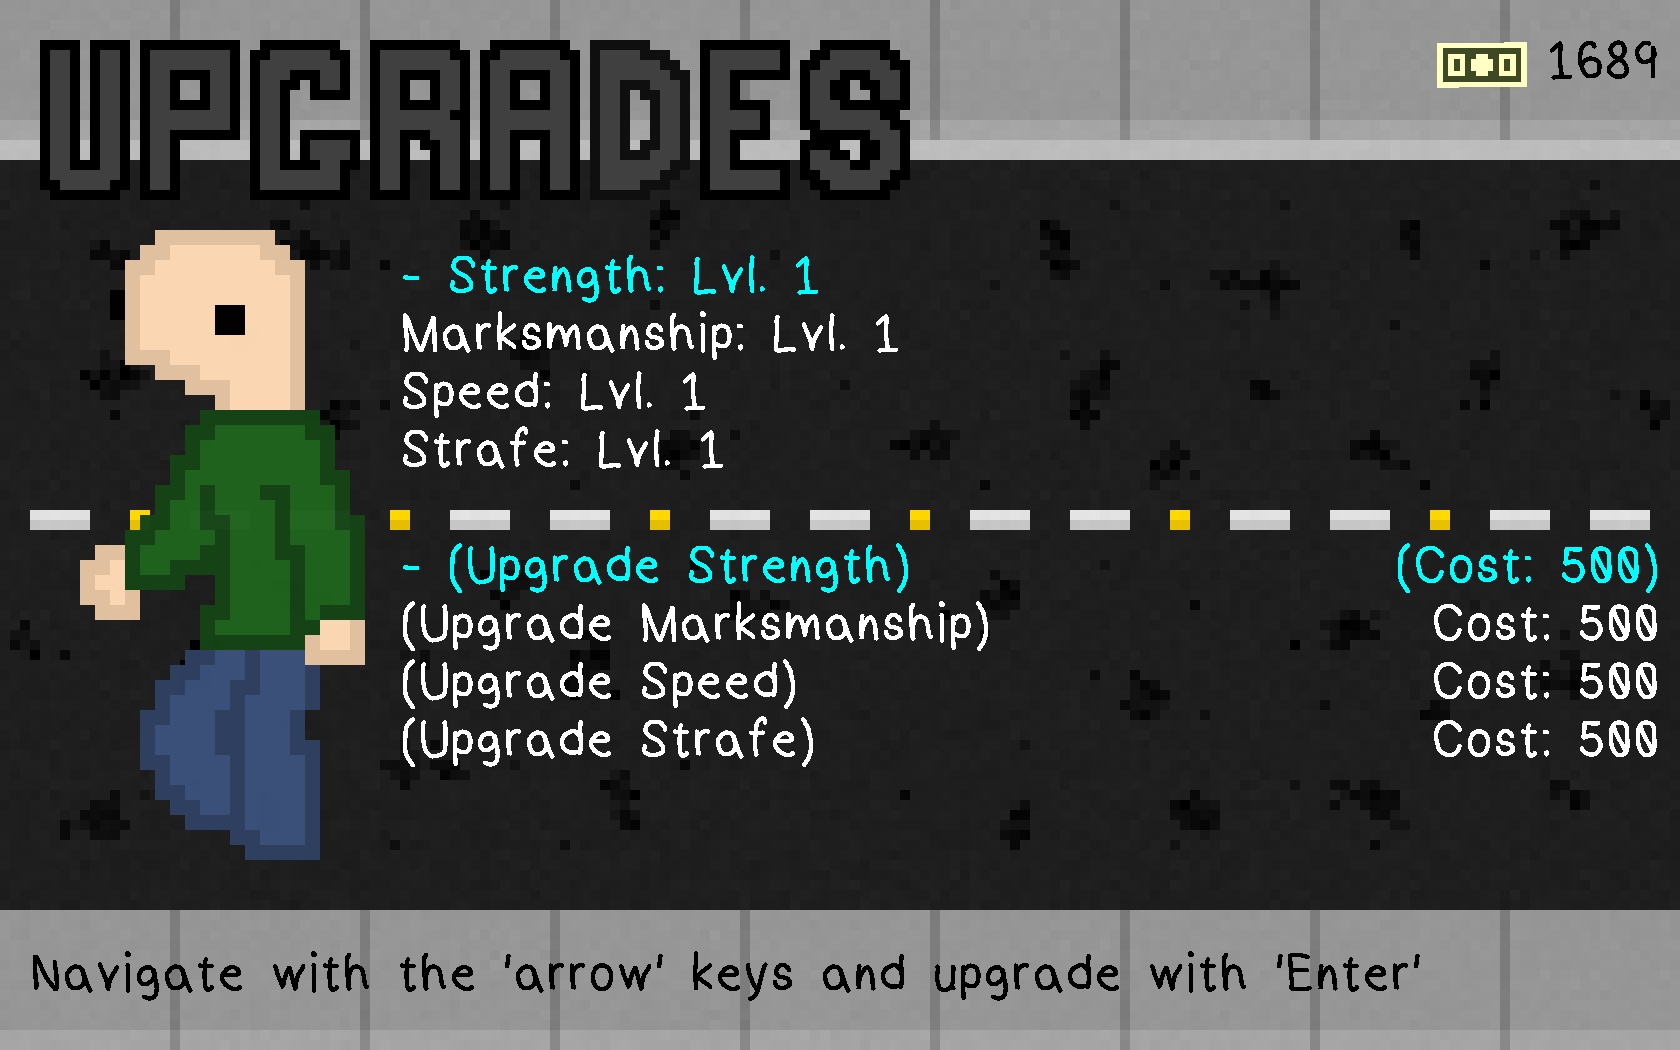 UPGRADES
1689
- Strength: Lvl. 1
Marksmanship: Lvl. 1
Speed: Lvl. 1
Strafe: Lvl. 1
- (Upgrade Strength) (Cost: 500)
(Upgrade Marksmanship) Cost: 500
(Upgrade Speed) Cost: 500
(Upgrade Strafe) Cost: 500
Navigate with the 'arrow' keys and upgrade with 'Enter'